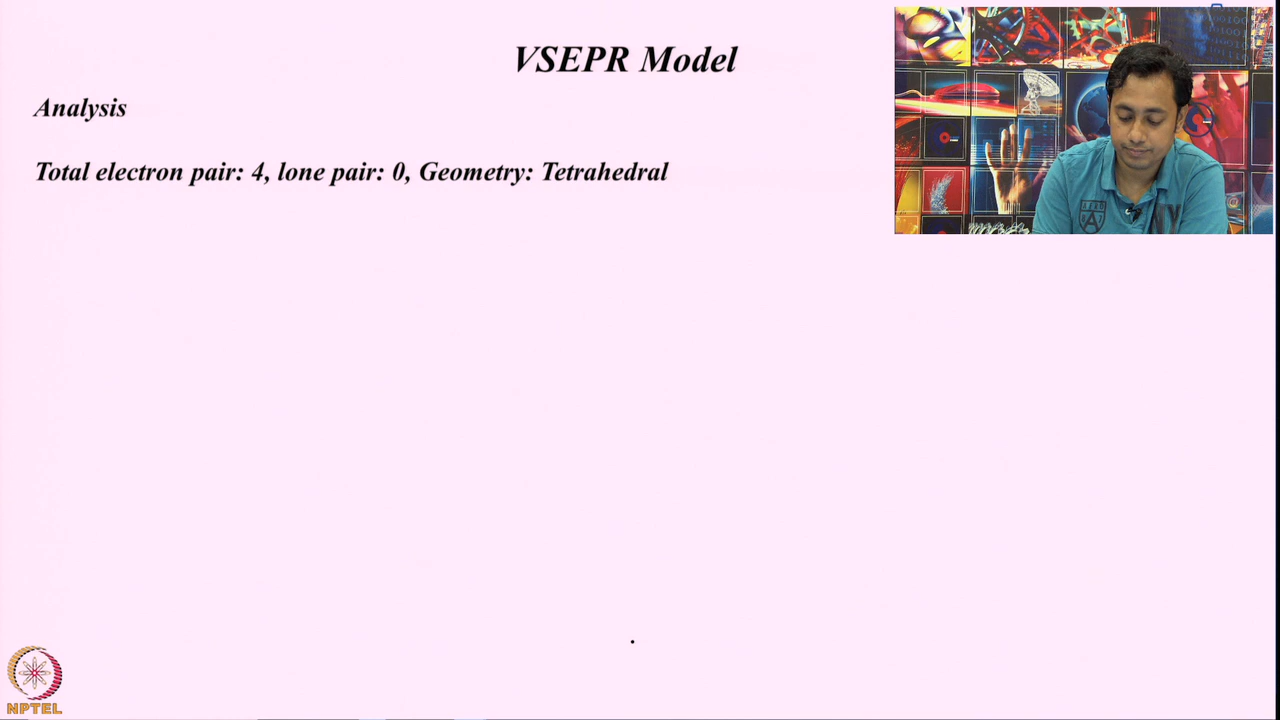 VSEPR Model
Analysis
Total electron pair: 4, lone pair: 0, Geometry: Tetrahedral
NPTEL